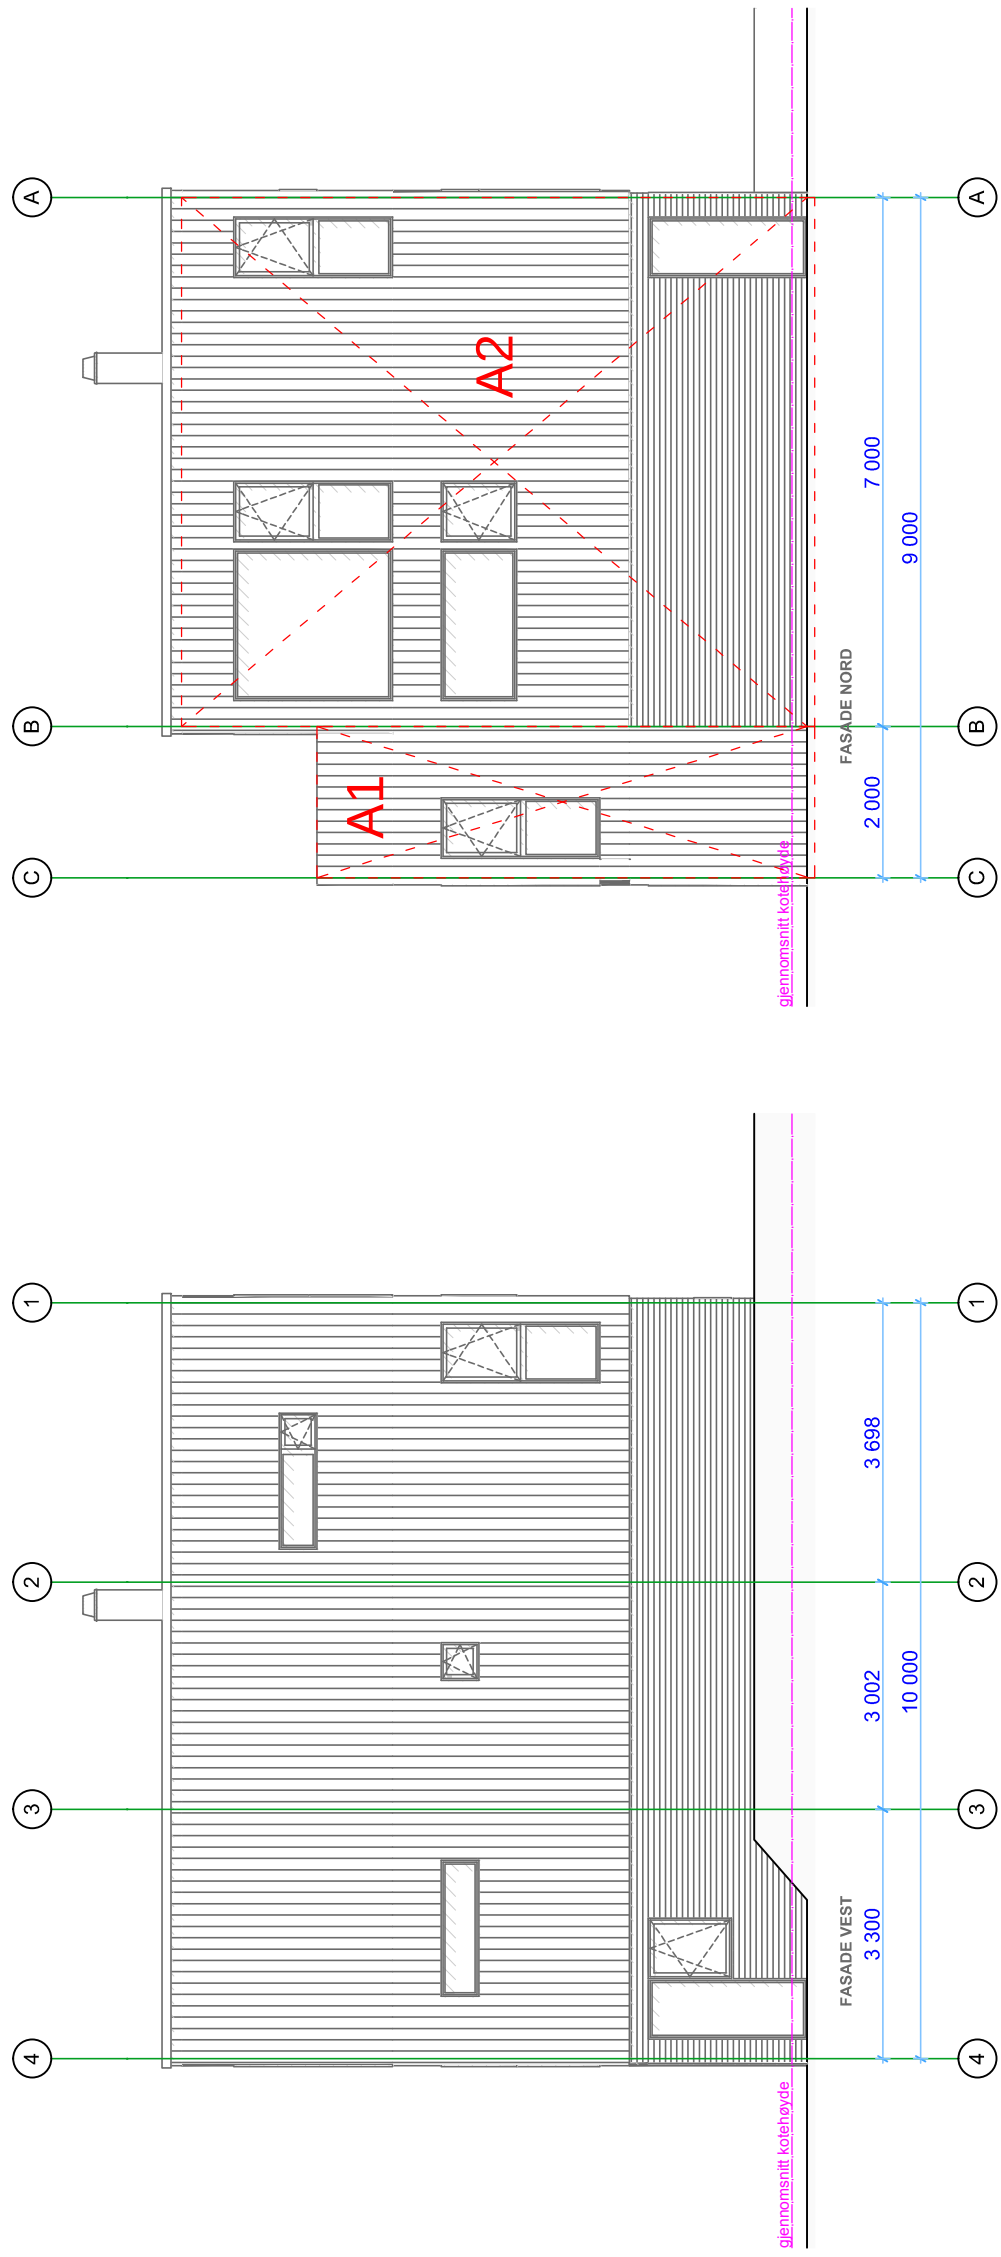 4
3
2
1
4
3
2
1
3 300
3 002
3 698
10 000
FASADE VEST
gjennomsnitt kotehøyde
C
B
A
C
B
A
A1
A2
2 000
7 000
9 000
FASADE NORD
gjennomsnitt kotehøyde